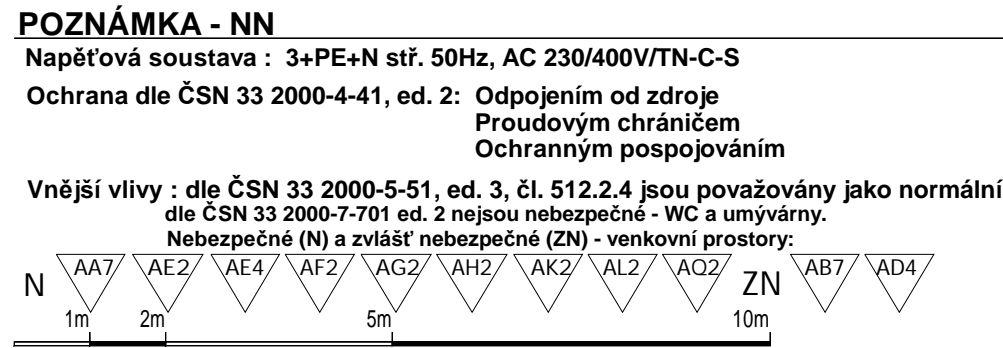 POZNÁMKA - NN
Napěťová soustava : 3+PE+N stř. 50Hz, AC 230/400V/TN-C-S
Ochrana dle ČSN 33 2000-4-41, ed. 2: Odpojením od zdroje
Proudovým chráničem
Ochranným pospojováním
Vnější vlivy : dle ČSN 33 2000-5-51, ed. 3, čl. 512.2.4 jsou považovány jako normální
dle ČSN 33 2000-7-701 ed. 2 nejsou nebezpečné - WC a umývárny.
Nebezpečné (N) a zvlášť nebezpečné (ZN) - venkovní prostory:
N AA7 AE2 AE4 AF2 AG2 AH2 AK2 AL2 AQ2 ZN AB7 AD4
1m 2m 5m 10m